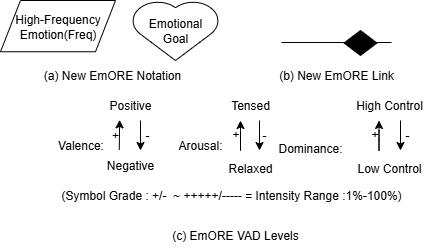 High-Frequency
Emotion(Freq)
Emotional
Goal
(a) New EmORE Notation
(b) New EmORE Link
Positive
Tensed
High Control
Valence:
+
-
Arousal:
+
-
Dominance:
+
-
Negative
Relaxed
Low Control
(Symbol Grade : +/- ~ +++++/----- = Intensity Range :1%-100%)
(c) EmORE VAD Levels